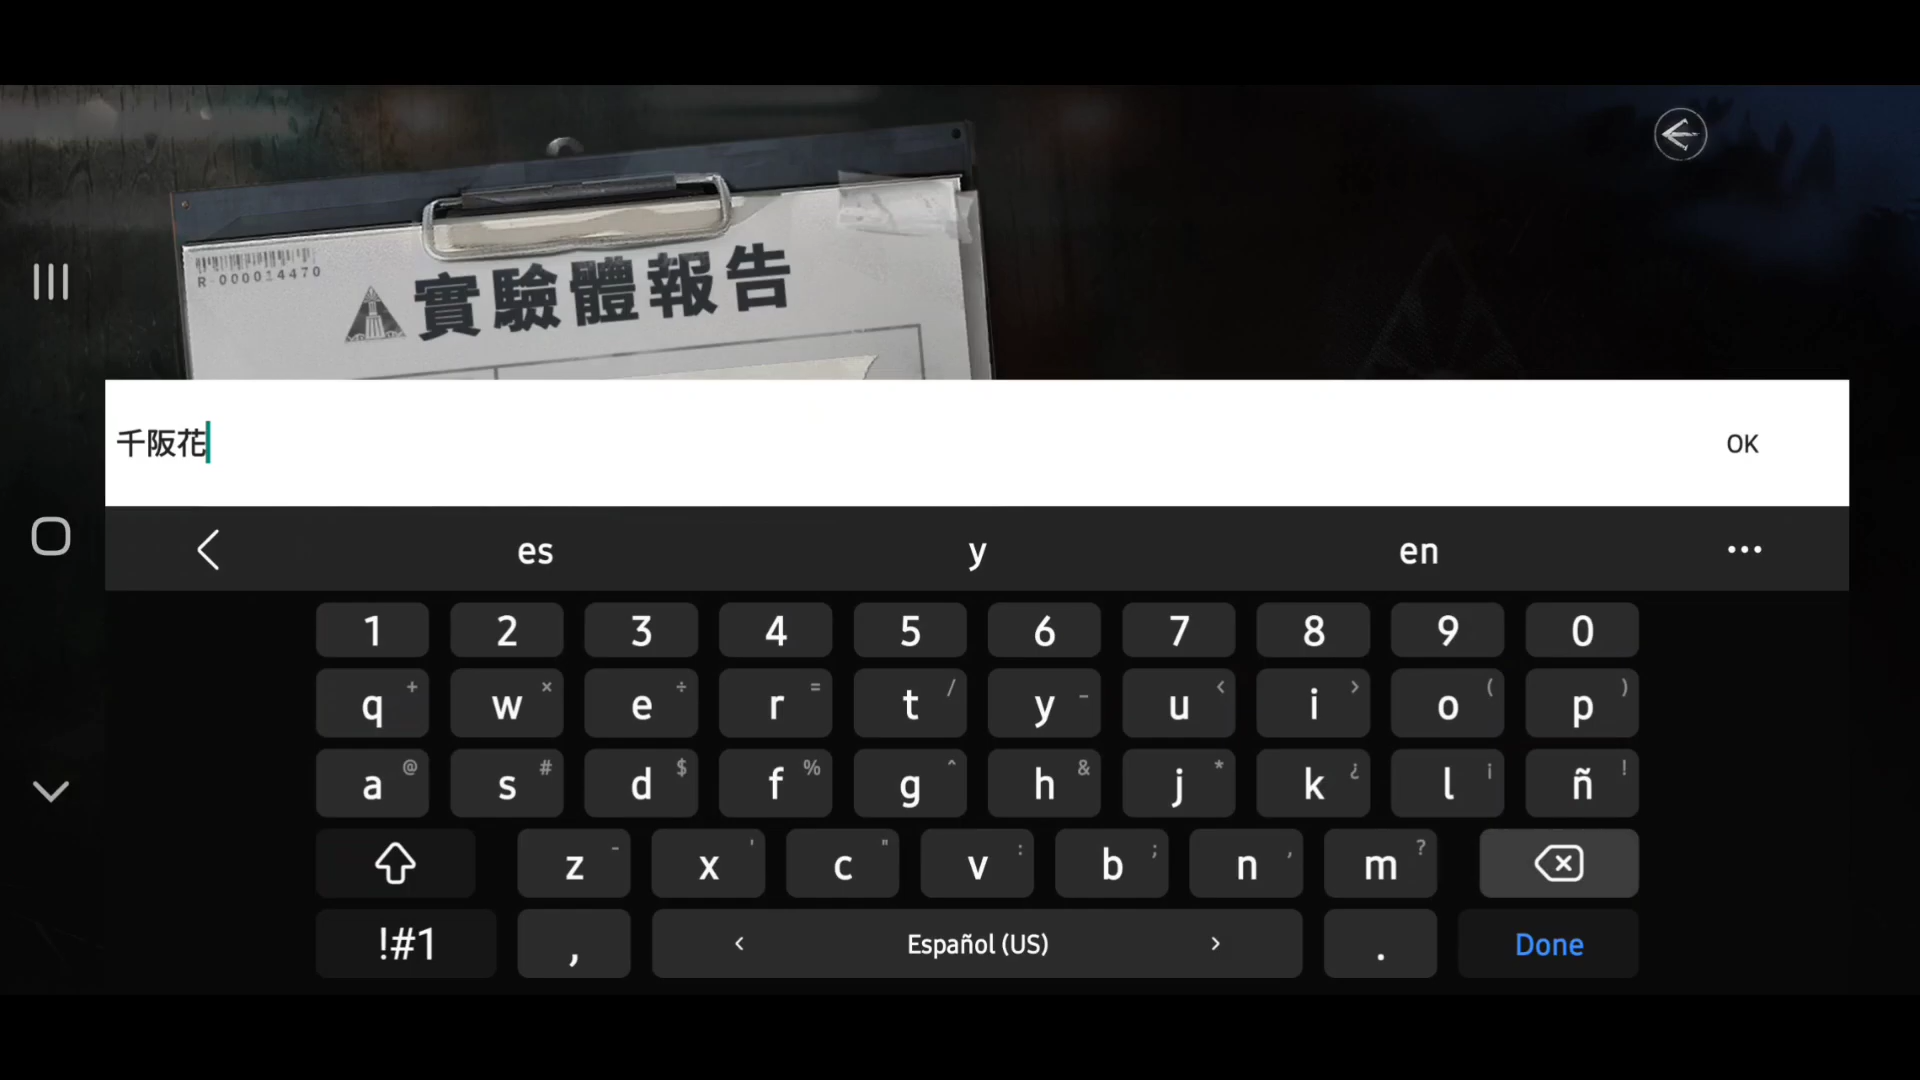 R-000014470
實驗體報告
千阪花
OK
es y en •••
1 2 3 4 5 6 7 8 9 0
q + w × e ÷ r = t / y _ u < i > o ( p )
a @ s # d $ f % g ^ h & j * k ¿ l ¡ ñ !
z - x ' c " v : b ; n , m ?
!#1 , < Español (US) > . Done